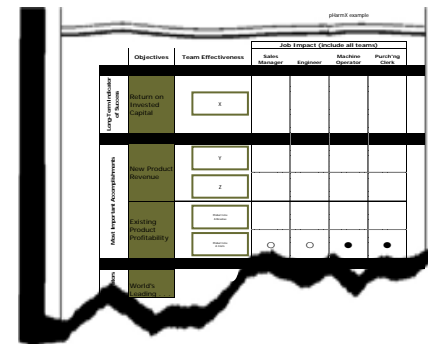 pHarmX example
Job Impact (include all teams)
Objectives
Team Effectiveness
Sales
Manager
Engineer
Machine
Operator
Purch'ng
Clerk
Long-Term Indicator
of Success
Return on
Invested
Capital
X
Most Important Accomplishments
New Product
Revenue
Y
Z
Existing
Product
Profitability
World's
Leading . . .